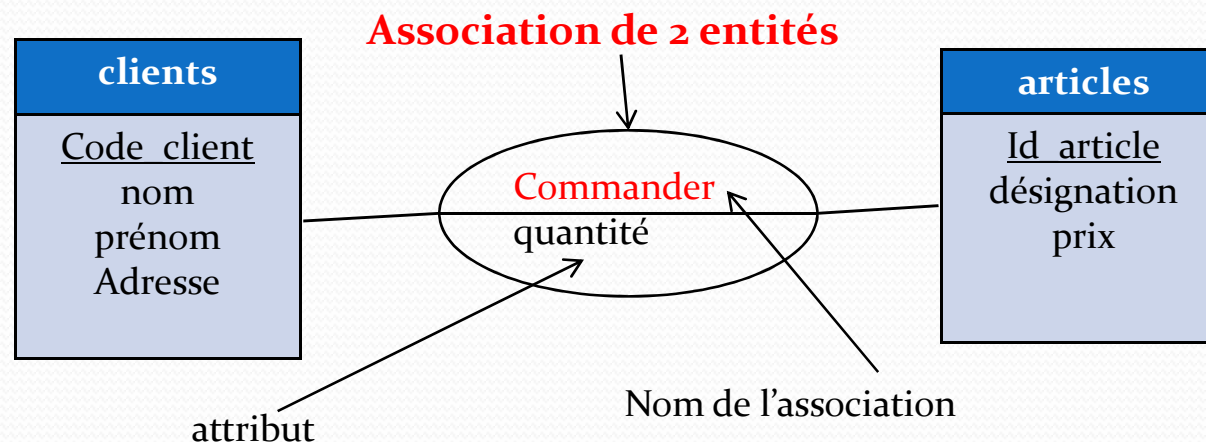 Association de 2 entités
clients
Code_client
nom
prénom
Adresse
Commander
quantité
articles
Id_article
désignation
prix
attribut
Nom de l'association